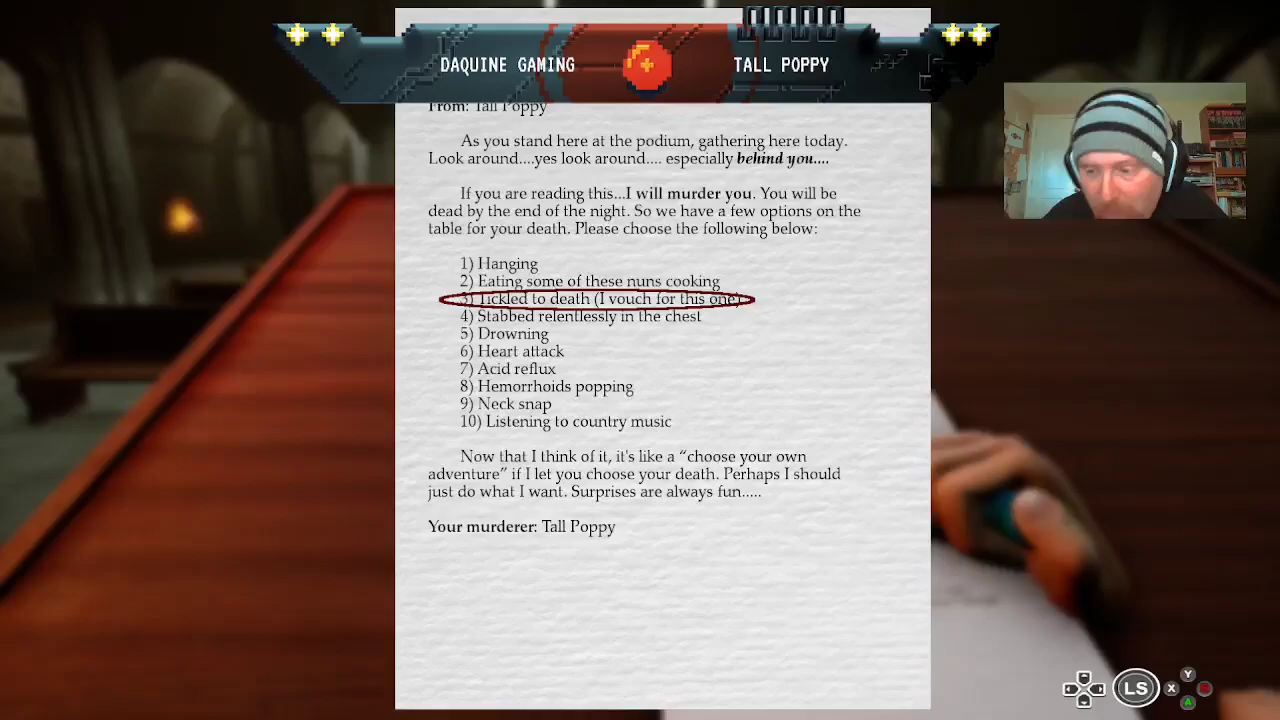 DAQUINE GAMING
TALL POPPY
From: Tall Poppy
As you stand here at the podium, gathering here today.
Look around....yes look around.... especially behind you....
If you are reading this...I will murder you. You will be
dead by the end of the night. So we have a few options on the
table for your death. Please choose the following below:
1) Hanging
2) Eating some of these nuns cooking
3) Tickled to death (I vouch for this one)
4) Stabbed relentlessly in the chest
5) Drowning
6) Heart attack
7) Acid reflux
8) Hemorrhoids popping
9) Neck snap
10) Listening to country music
Now that I think of it, it's like a “choose your own
adventure” if I let you choose your death. Perhaps I should
just do what I want. Surprises are always fun.....
Your murderer: Tall Poppy
LS
Y
X
A